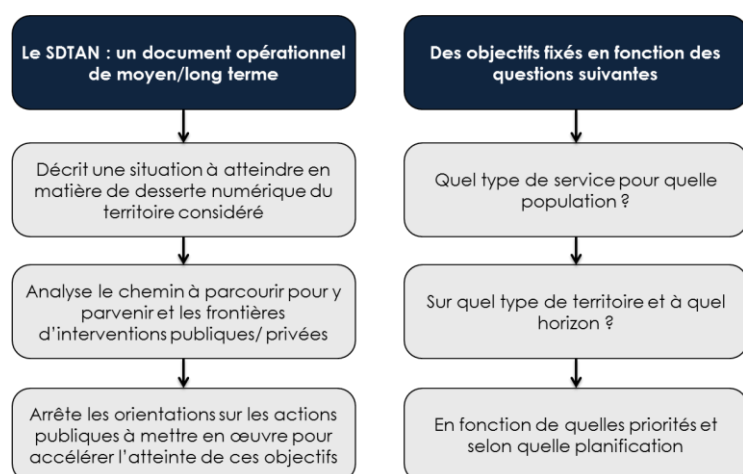 Le SDTAN : un document opérationnel
de moyen/long terme
Décrit une situation à atteindre en
matière de desserte numérique du
territoire considéré
Analyse le chemin à parcourir pour y
parvenir et les frontières
d'interventions publiques/ privées
Arrête les orientations sur les actions
publiques à mettre en œuvre pour
accélérer l'atteinte de ces objectifs
Des objectifs fixés en fonction des
questions suivantes
Quel type de service pour quelle
population ?
Sur quel type de territoire et à quel
horizon ?
En fonction de quelles priorités et
selon quelle planification